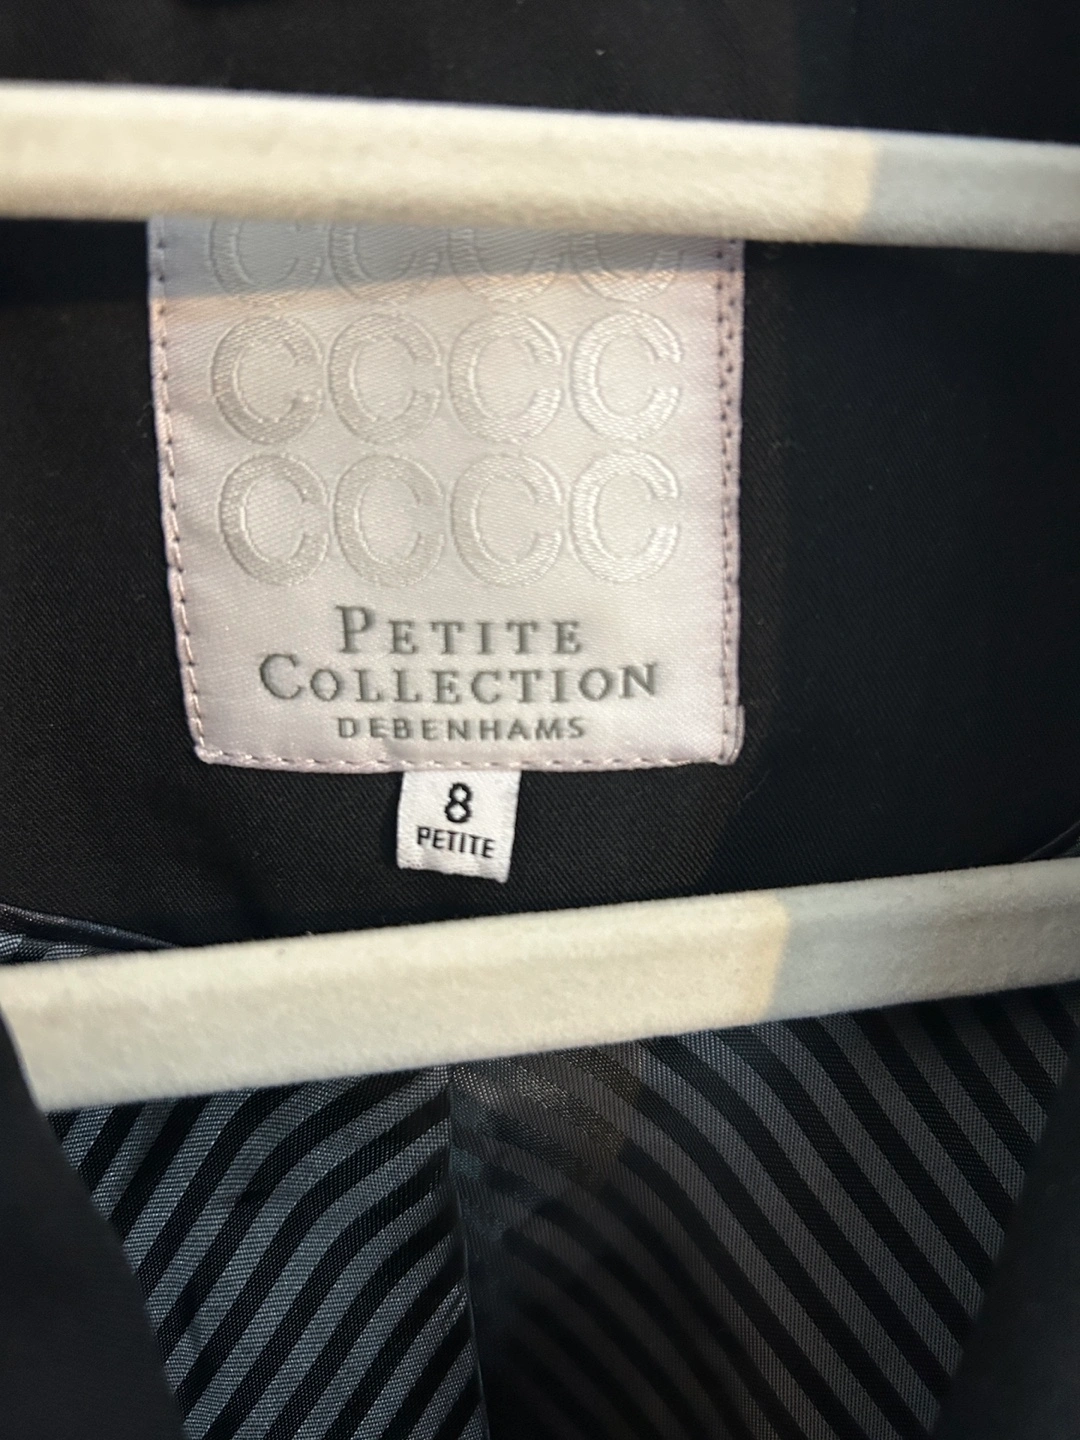 CCCC
CCCC
CCCC
PETITE
COLLECTION
DEBENHAMS
8
PETITE